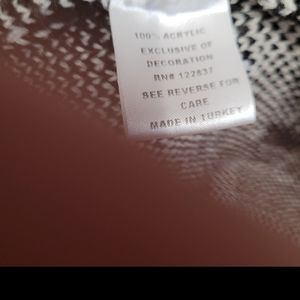 100% ACRYLIC
EXCLUSIVE OF
DECORATION
RN# 122837
SEE REVERSE FOR
CARE
MADE IN TURKEY